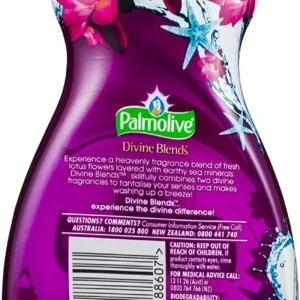 Palmolive
Divine Blends
Experience a heavenly fragrance blend of fresh
lotus flowers layered with earthy sea minerals
Divine Blends™ skillfully combines two divine
fragrances to tantalise your senses and makes
washing up a breeze!
Divine Blends™...
experience the divine difference!
QUESTIONS? COMMENTS? Consumer Information Service (Free Call)
AUSTRALIA: 1800 025 800 NEW ZEALAND: 0800 441 740
CAUTION: KEEP OUT OF
REACH OF CHILDREN. If
product contacts eyes, rinse
thoroughly with water.
FOR MEDICAL ADVICE CALL:
13 11 26 (Aust) or
0800 764 766 (NZ)
BIODEGRADABILITY:
88607